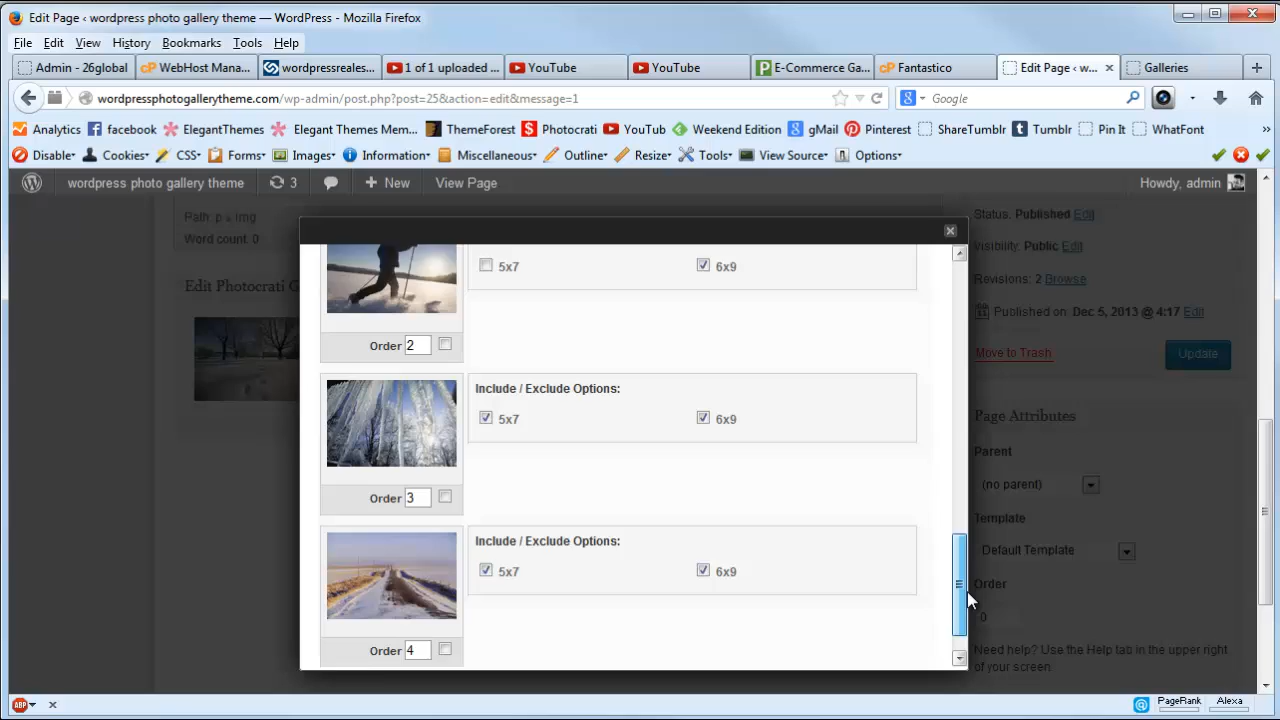 Edit Page ‹ wordpress photo gallery theme — WordPress - Mozilla Firefox
File Edit View History Bookmarks Tools Help
Admin - 26global
cP WebHost Mana...
wordpressreales...
1 of 1 uploaded ...
YouTube
YouTube
E-Commerce Ga...
cP Fantastico
Edit Page ‹ w...
Galleries
wordpressphotogallerytheme.com/wp-admin/post.php?post=25&action=edit&message=1
Google
Analytics facebook ElegantThemes Elegant Themes Mem... ThemeForest Photocrati YouTub Weekend Edition gMail Pinterest ShareTumblr Tumblr Pin It WhatFont
Disable Cookies CSS Forms Images Information Miscellaneous Outline Resize Tools View Source Options
wordpress photo gallery theme 3 New View Page Howdy, admin
Path: p » img
Word count: 0
Edit Photocrati G
Status: Published Edit
Visibility: Public Edit
Revisions: 2 Browse
Published on: Dec 5, 2013 @ 4:17 Edit
Move to Trash
Update
Page Attributes
Parent
(no parent)
Template
Default Template
Order
0
Need help? Use the Help tab in the upper right
of your screen.
5x7 6x9
Order 2
Include / Exclude Options:
5x7 6x9
Order 3
Include / Exclude Options:
5x7 6x9
Order 4
ABP
PageRank
Alexa